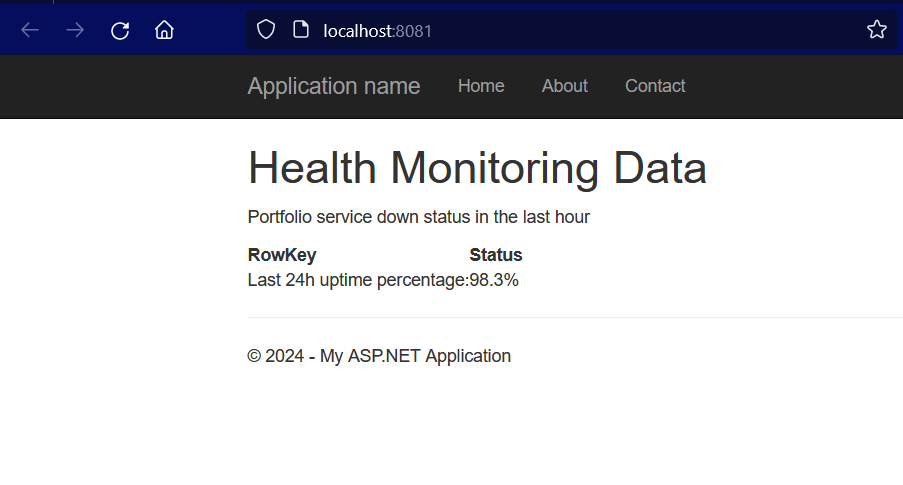 localhost:8081
Application name Home About Contact
Health Monitoring Data
Portfolio service down status in the last hour
RowKey Status
Last 24h uptime percentage:98.3%
© 2024 - My ASP.NET Application